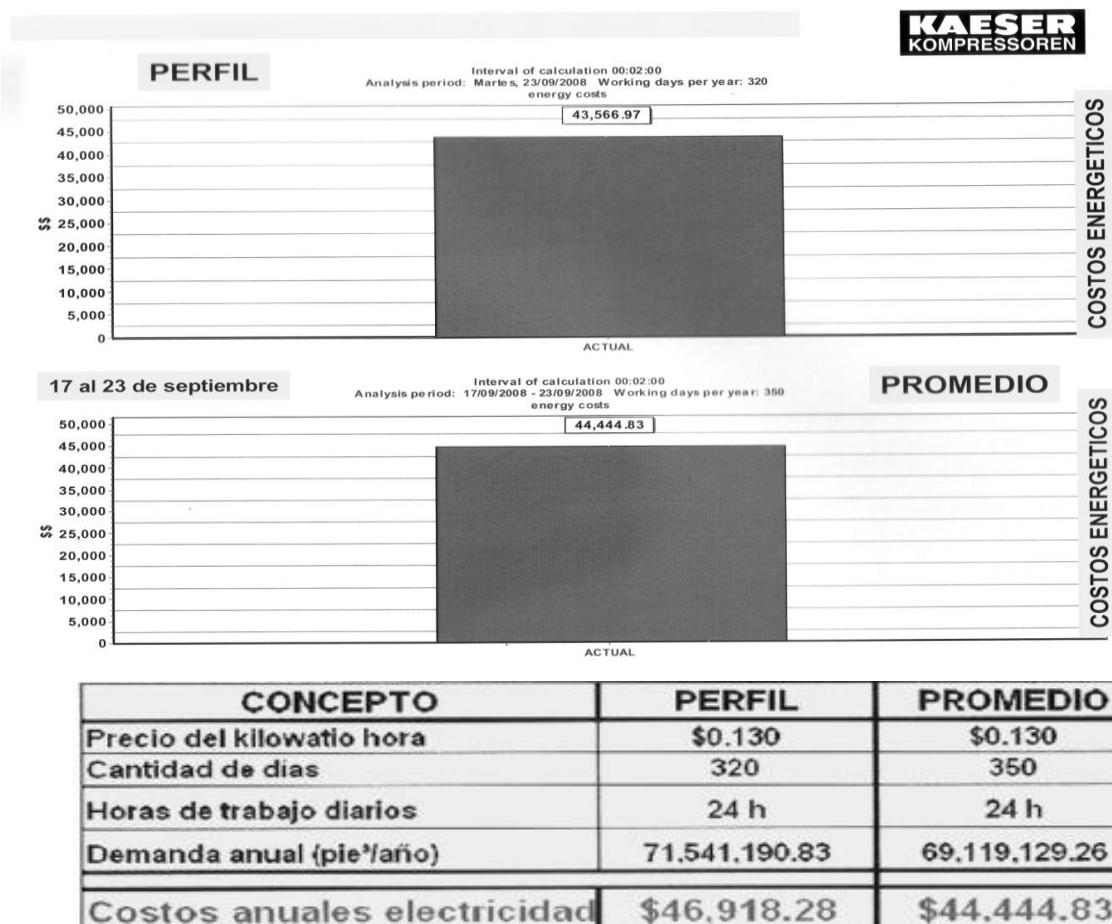 KAESER
KOMPRESSOREN
PERFIL
Interval of calculation 00:02:00
Analysis period: Martes, 23/09/2008 Working days per year: 320
energy costs
43,566.97
50,000
45,000
40,000
35,000
30,000
25,000
20,000
15,000
10,000
5,000
0
$$
ACTUAL
COSTOS ENERGETICOS
17 al 23 de septiembre
Interval of calculation 00:02:00
Analysis period: 17/09/2008 - 23/09/2008 Working days per year: 350
energy costs
PROMEDIO
44,444.83
50,000
45,000
40,000
35,000
30,000
25,000
20,000
15,000
10,000
5,000
0
$$
ACTUAL
COSTOS ENERGETICOS
CONCEPTO PERFIL PROMEDIO
Precio del kilowatio hora $0.130 $0.130
Cantidad de días 320 350
Horas de trabajo diarios 24 h 24 h
Demanda anual (pie³/año) 71,541,190.83 69,119,129.26
Costos anuales electricidad $46,918.28 $44,444.83